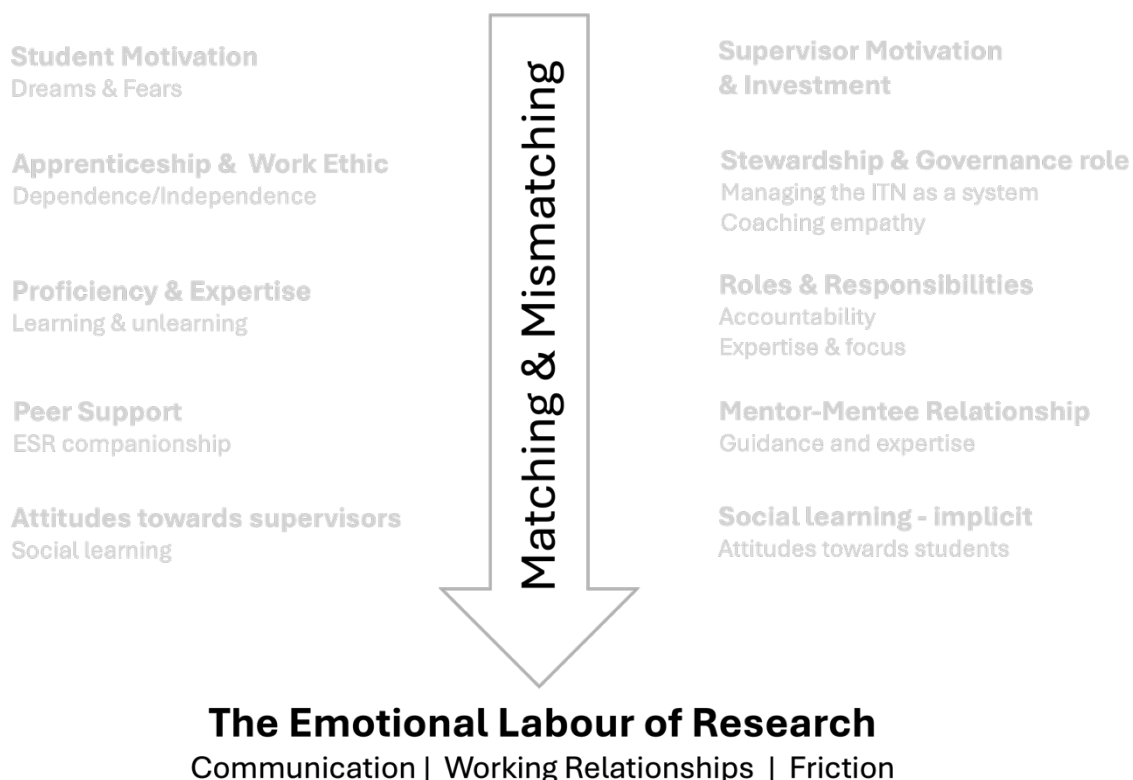 Student Motivation
Dreams & Fears
Apprenticeship & Work Ethic
Dependence/Independence
Proficiency & Expertise
Learning & unlearning
Peer Support
ESR companionship
Attitudes towards supervisors
Social learning
Matching & Mismatching
Supervisor Motivation
& Investment
Stewardship & Governance role
Managing the ITN as a system
Coaching empathy
Roles & Responsibilities
Accountability
Expertise & focus
Mentor-Mentee Relationship
Guidance and expertise
Social learning - implicit
Attitudes towards students
The Emotional Labour of Research
Communication | Working Relationships | Friction